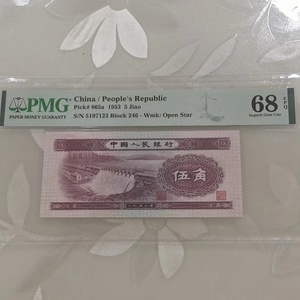 PMG
PAPER MONEY GUARANTY
China / People's Republic
Pick# 865a 1953 5 Jiao
S/N 5197123 Block 246 - Wmk: Open Star
68 EPQ
Superb Gem Unc
中国人民银行
伍角